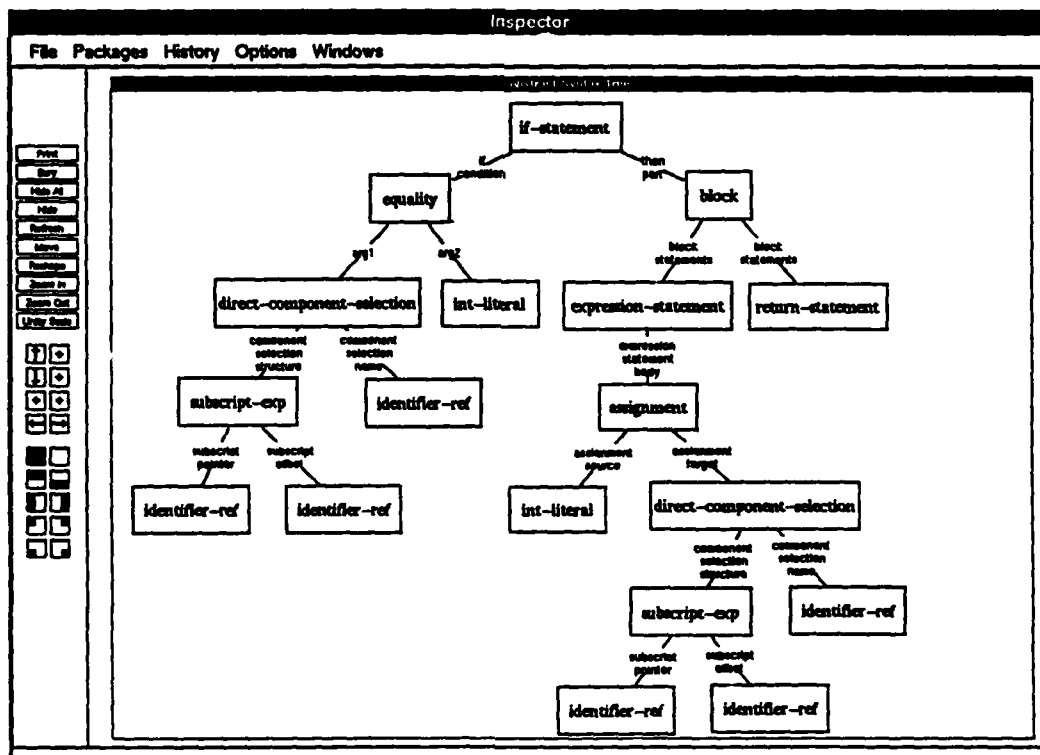 Inspector
File Packages History Options Windows
Print
Bury
Hide All
Hide
Refresh
Move
Reshape
Zoom In
Zoom Out
Unity Scale
if-statement
if
condition
then
part
equality
block
arg1
arg2
block
statements
block
statements
direct-component-selection
int-literal
expression-statement
return-statement
component
selection
structure
component
selection
name
expression
statement
body
subscript-exp
identifier-ref
assignment
subscript
pointer
subscript
offset
assignment
source
assignment
target
identifier-ref
identifier-ref
int-literal
direct-component-selection
component
selection
structure
component
selection
name
subscript-exp
identifier-ref
subscript
pointer
subscript
offset
identifier-ref
identifier-ref